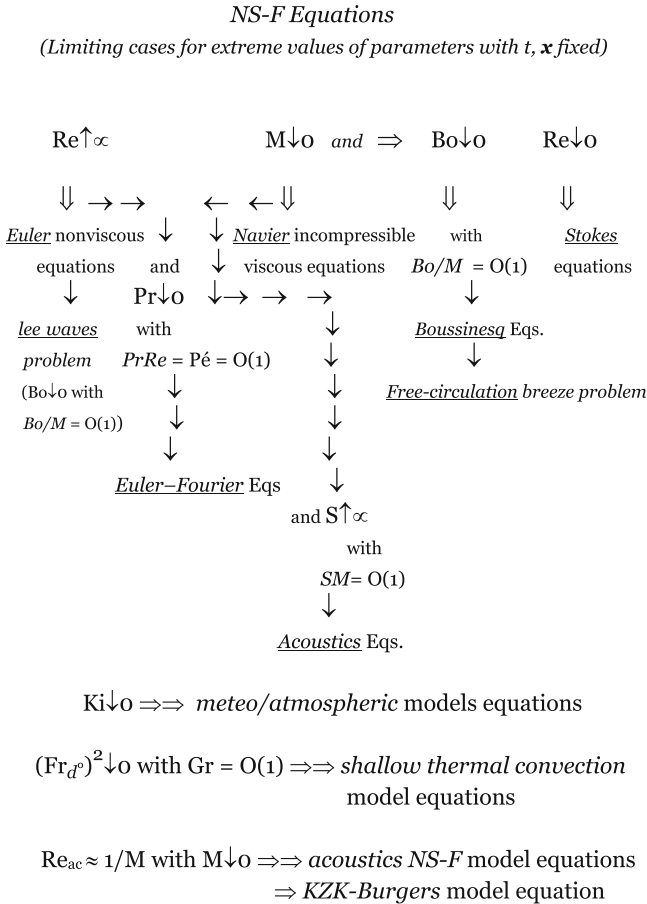 NS-F Equations
(Limiting cases for extreme values of parameters with t, x fixed)
Re↑∝ M↓0 and ⇒ Bo↓0 Re↓0
⇓ → → ← ← ⇓ ⇓ ⇓
Euler nonviscous ↓ ↓ Navier incompressible with Stokes
equations and ↓ viscous equations Bo/M = O(1) equations
↓ Pr↓0 ↓→ → → ↓
lee waves with ↓ Boussinesq Eqs.
problem PrRe = Pé = O(1) ↓ ↓
(Bo↓0 with ↓ ↓ Free-circulation breeze problem
Bo/M = O(1)) ↓ ↓
↓ ↓
Euler–Fourier Eqs ↓
and S↑∝
with
SM= O(1)
↓
Acoustics Eqs.
Ki↓0 ⇒⇒ meteo/atmospheric models equations
(Fr_d°)²↓0 with Gr = O(1) ⇒⇒ shallow thermal convection
model equations
Re_ac ≈ 1/M with M↓0 ⇒⇒ acoustics NS-F model equations
⇒ KZK-Burgers model equation